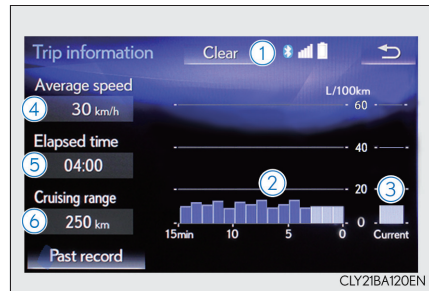 Trip information
Clear
1
Average speed
L/100km
4
30 km/h
60
Elapsed time
40
5
04:00
2
3
Cruising range
20
6
250 km
0
15min 10 5 0 Current
Past record
CLY21BA120EN